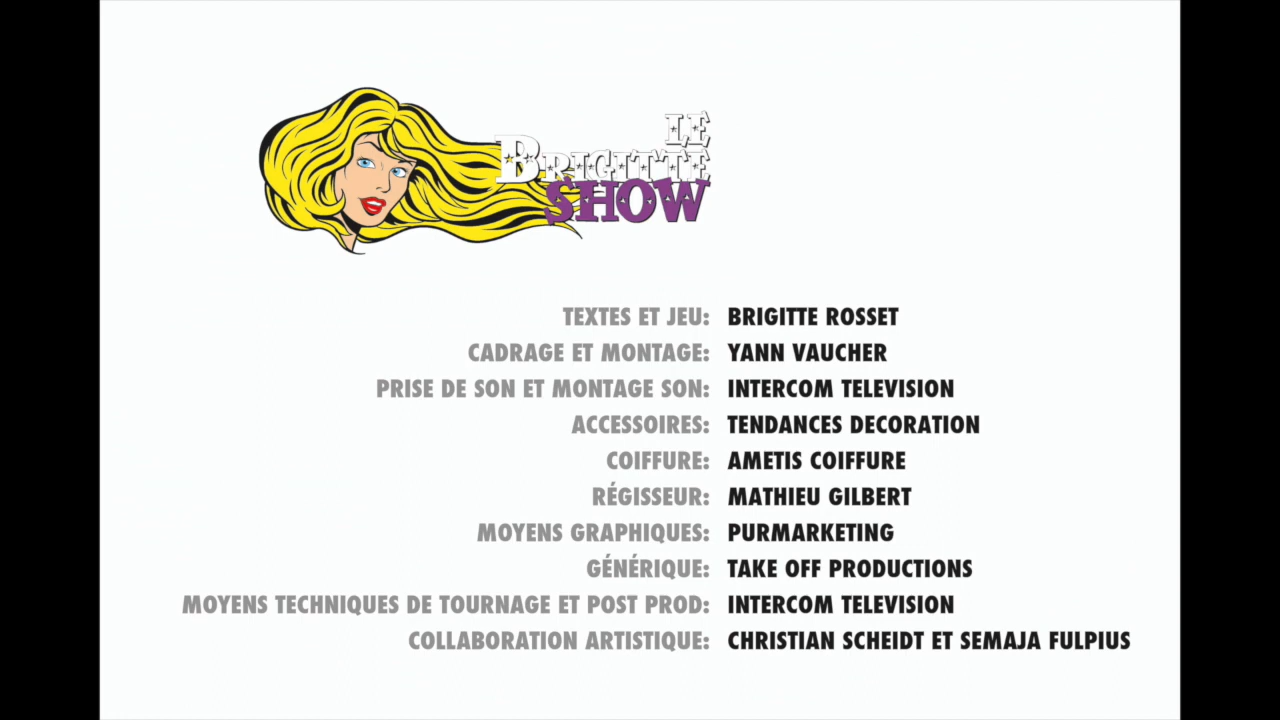 LE
BRIGITTE
SHOW
TEXTES ET JEU: BRIGITTE ROSSET
CADRAGE ET MONTAGE: YANN VAUCHER
PRISE DE SON ET MONTAGE SON: INTERCOM TELEVISION
ACCESSOIRES: TENDANCES DECORATION
COIFFURE: AMETIS COIFFURE
RÉGISSEUR: MATHIEU GILBERT
MOYENS GRAPHIQUES: PURMARKETING
GÉNÉRIQUE: TAKE OFF PRODUCTIONS
MOYENS TECHNIQUES DE TOURNAGE ET POST PROD: INTERCOM TELEVISION
COLLABORATION ARTISTIQUE: CHRISTIAN SCHEIDT ET SEMAJA FULPIUS